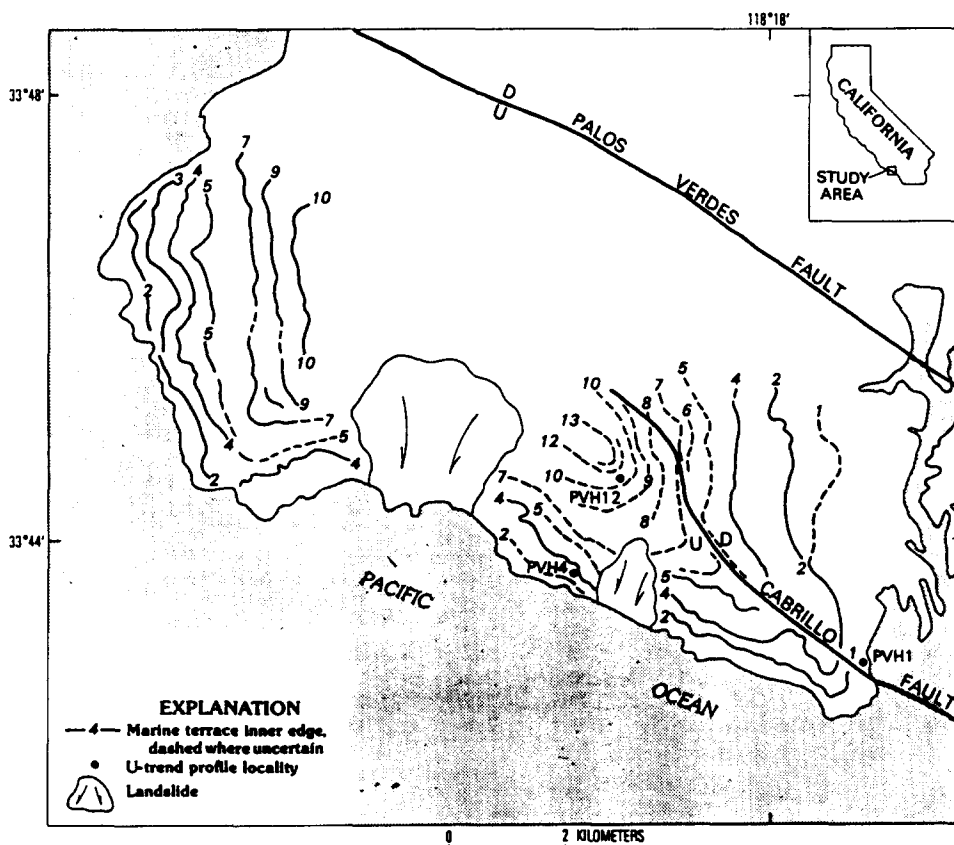 118°18'
33°48'
D
U
PALOS
VERDES
FAULT
CALIFORNIA
STUDY
AREA
7
3
4
9
5
10
2
5
10
9
7
4
5
4
2
10
13
12
10
7
8
5
6
4
2
1
PVH12
9
8
7
4
5
2
PVH4
33°44'
U
D
2
5
4
2
CABRILLO
FAULT
1
PVH1
PACIFIC
OCEAN
EXPLANATION
4 Marine terrace inner edge,
dashed where uncertain
U-trend profile locality
Landslide
0 2 KILOMETERS